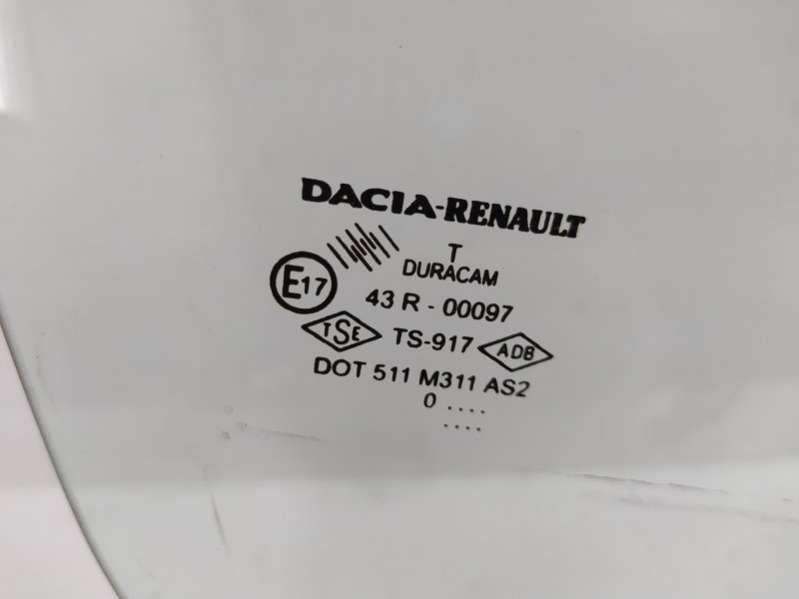 DACIA-RENAULT
T
DURACAM
E17
43 R - 00097
TSE TS-917 ADB
DOT 511 M311 AS2
0 ....
....